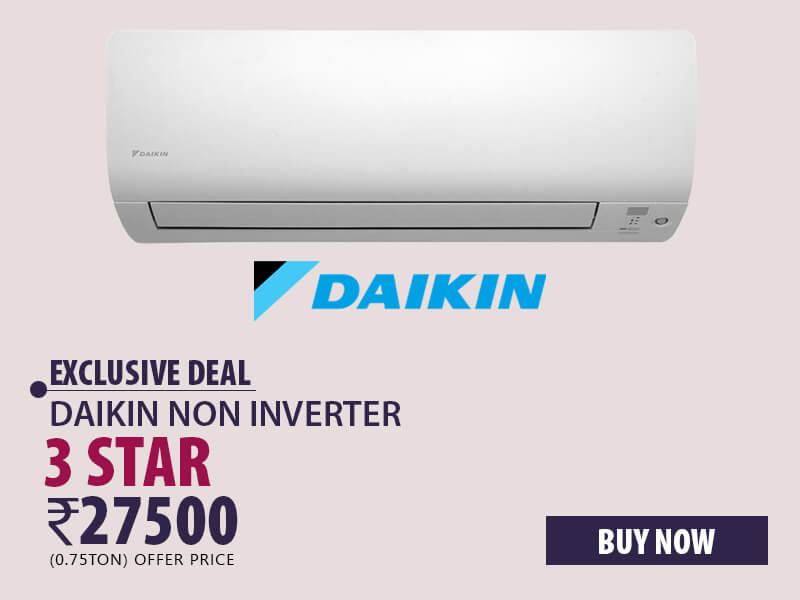 DAIKIN
DAIKIN
EXCLUSIVE DEAL
DAIKIN NON INVERTER
3 STAR
₹27500
(0.75TON) OFFER PRICE
BUY NOW